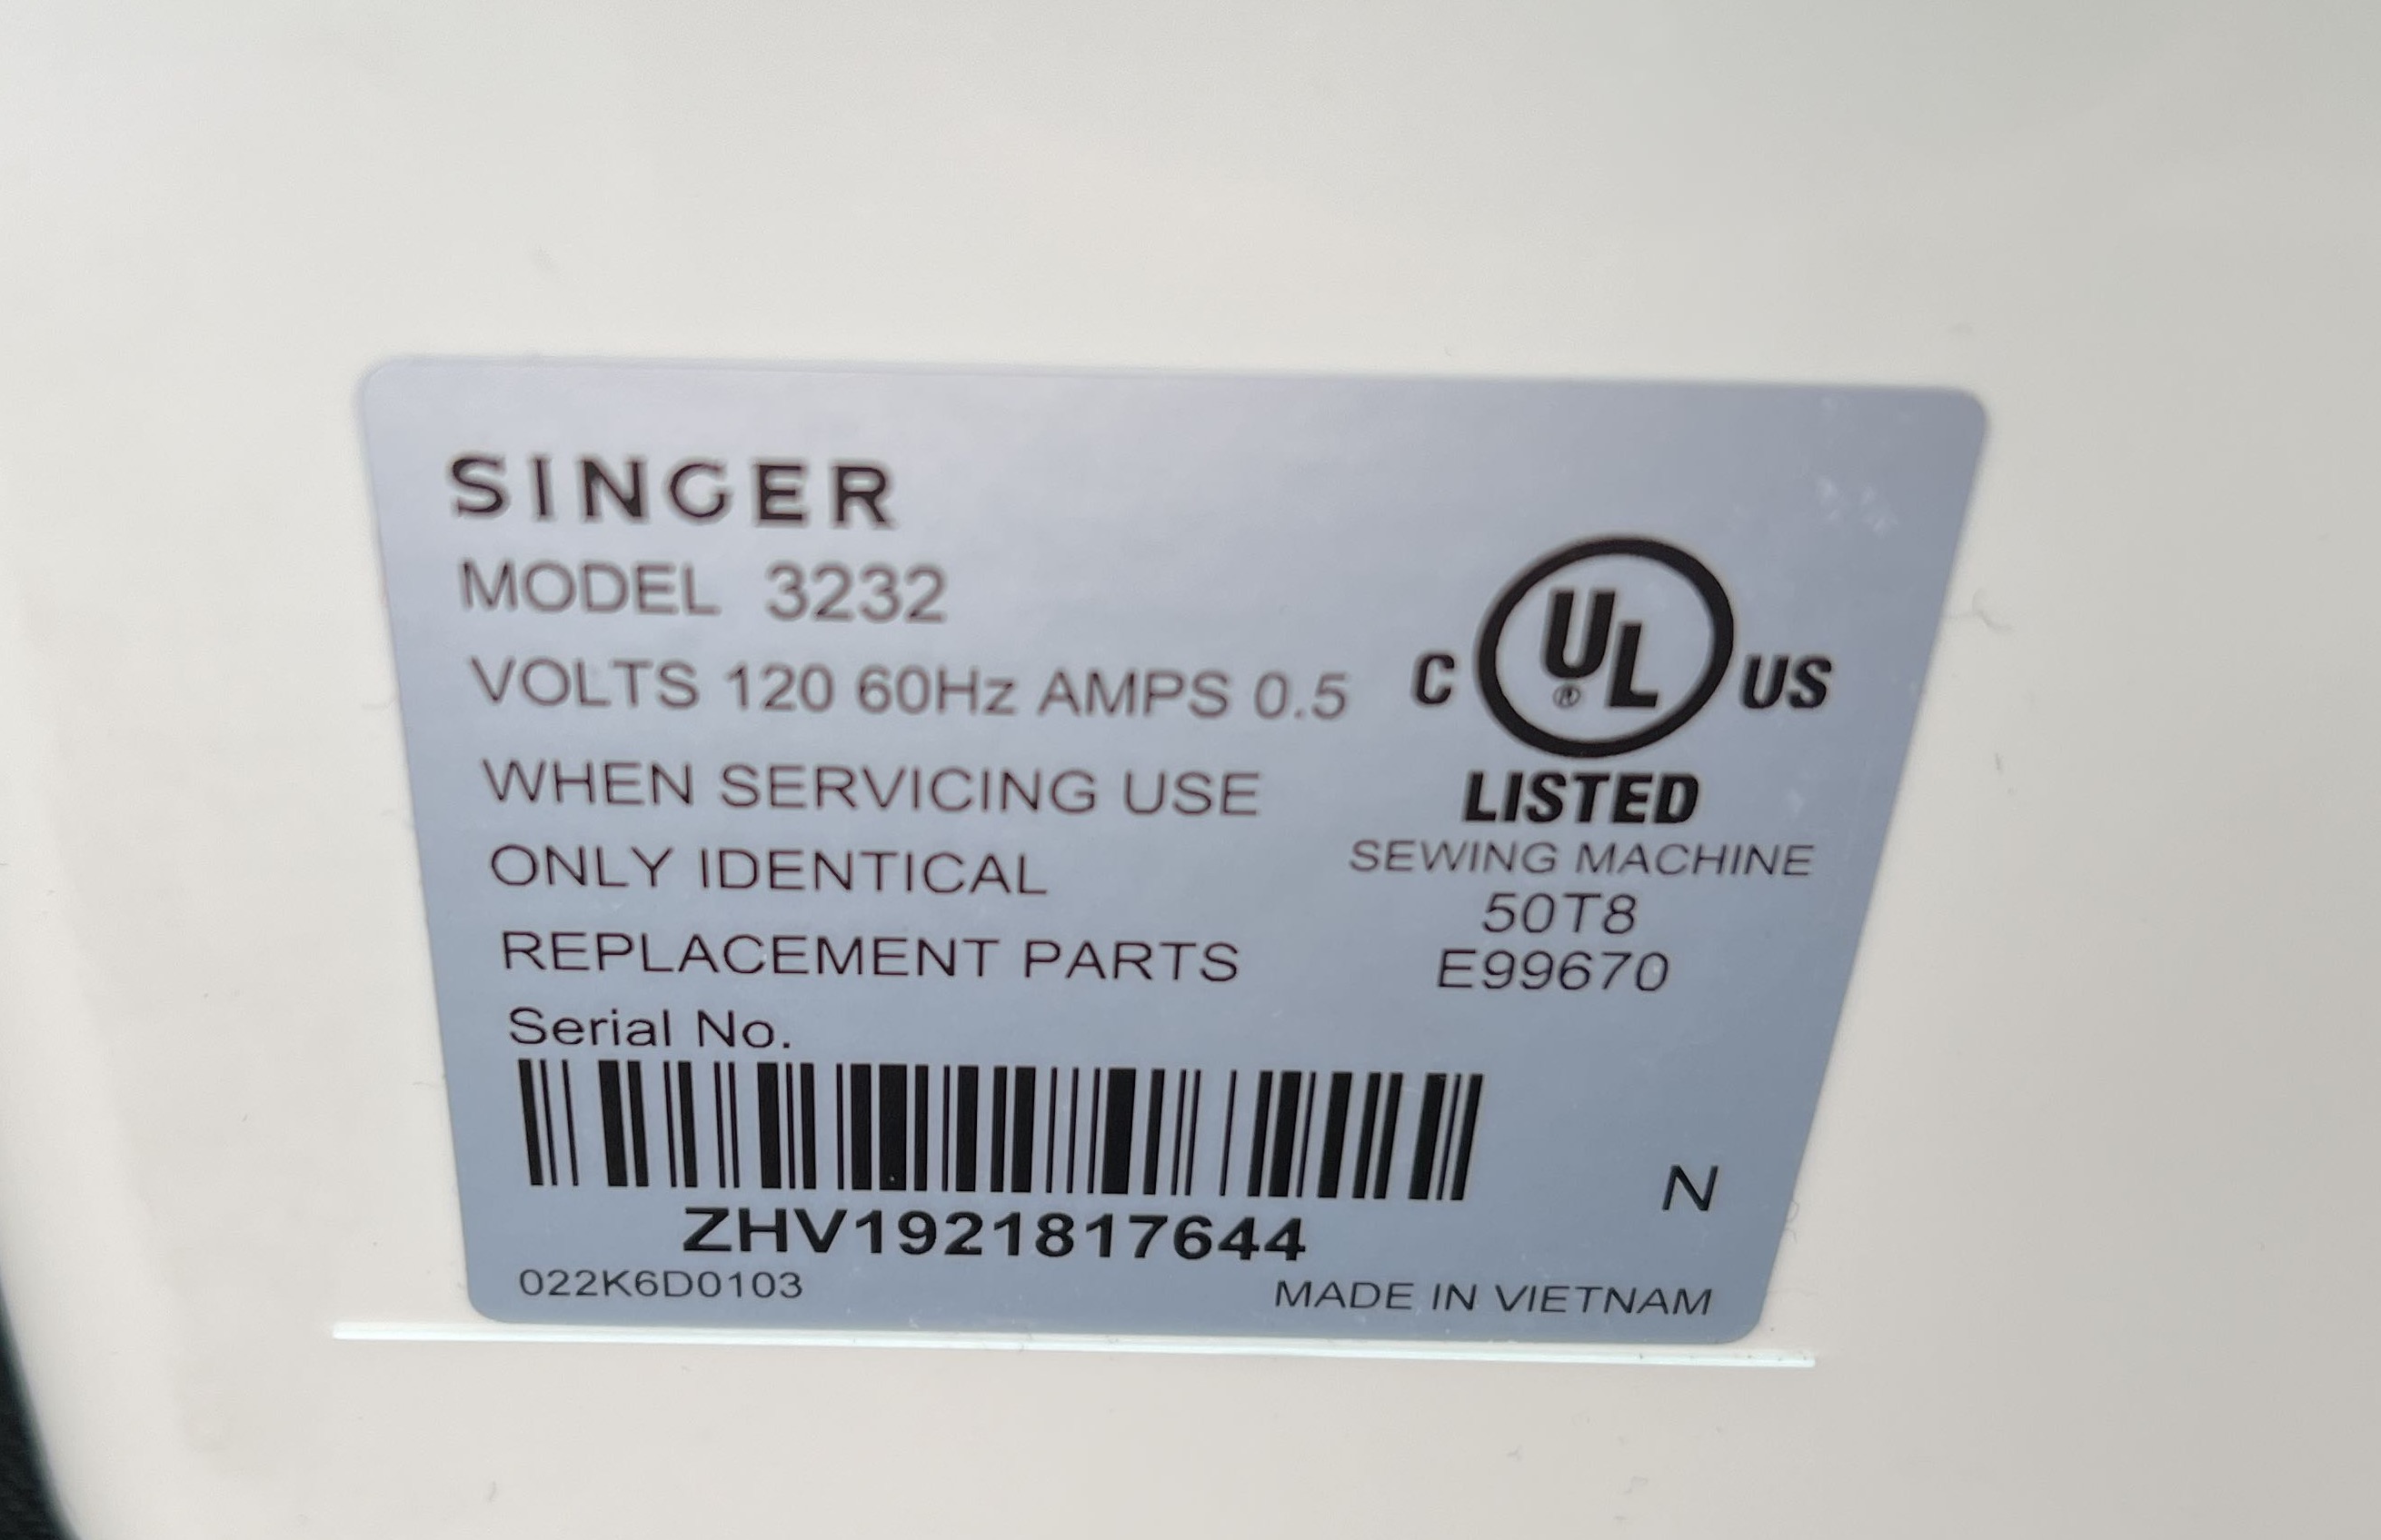 SINGER
MODEL 3232
VOLTS 120 60Hz AMPS 0.5
WHEN SERVICING USE
ONLY IDENTICAL
REPLACEMENT PARTS
C UL® US
LISTED
SEWING MACHINE
50T8
E99670
Serial No.
ZHV1921817644
N
022K6D0103
MADE IN VIETNAM